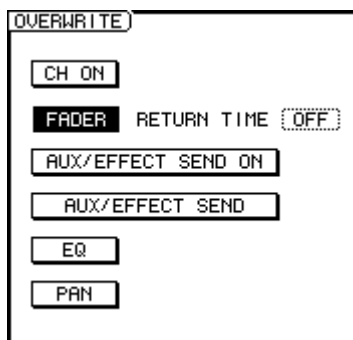 OVERWRITE
CH ON
FADER RETURN TIME OFF
AUX/EFFECT SEND ON
AUX/EFFECT SEND
EQ
PAN